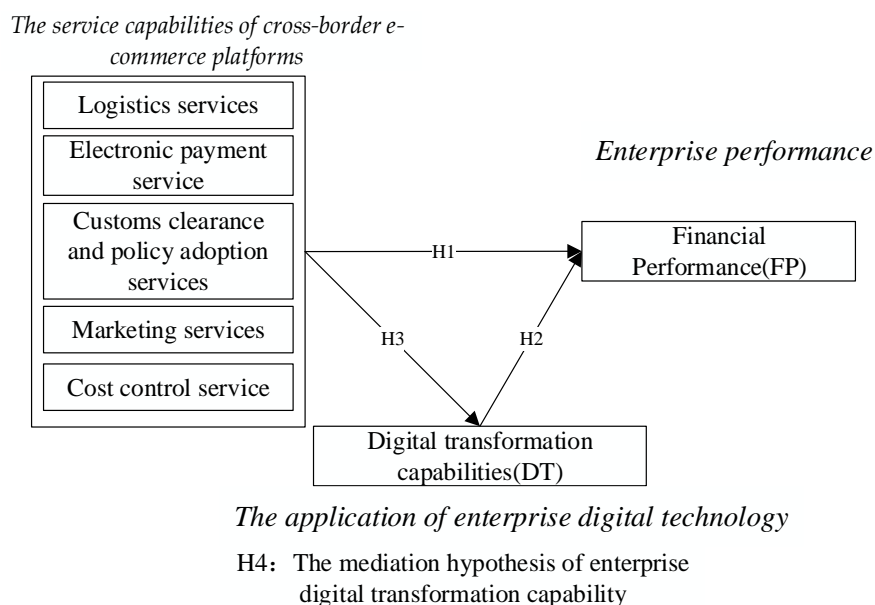 The service capabilities of cross-border e-
commerce platforms
Logistics services
Electronic payment
service
Customs clearance
and policy adoption
services
Marketing services
Cost control service
Enterprise performance
Financial
Performance(FP)
H1
H3
H2
Digital transformation
capabilities(DT)
The application of enterprise digital technology
H4：The mediation hypothesis of enterprise
digital transformation capability